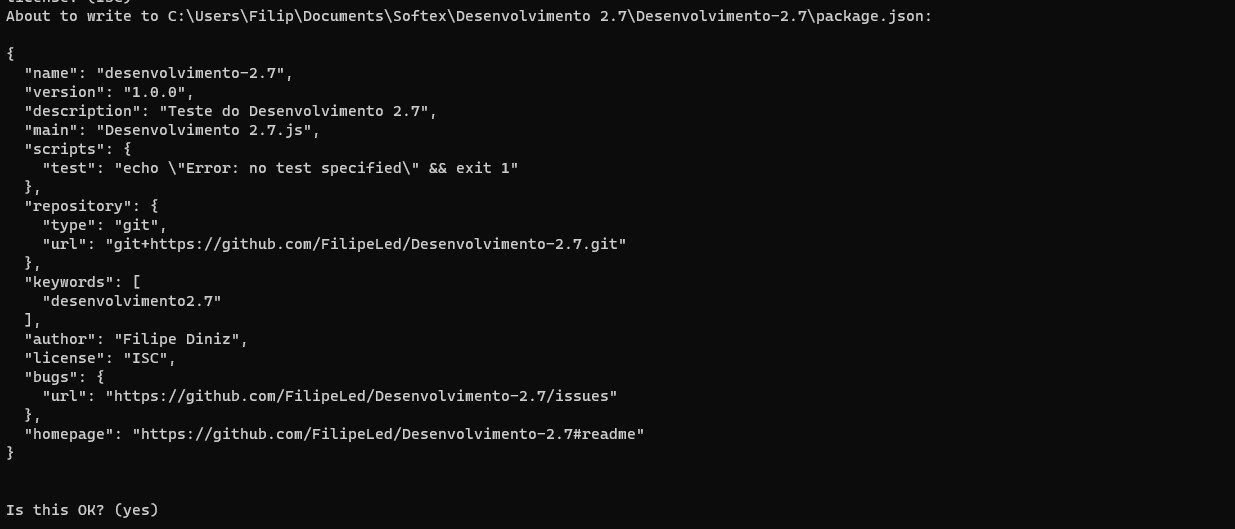 license: (ISC)
About to write to C:\Users\Filip\Documents\Softex\Desenvolvimento 2.7\Desenvolvimento-2.7\package.json:

{
  "name": "desenvolvimento-2.7",
  "version": "1.0.0",
  "description": "Teste do Desenvolvimento 2.7",
  "main": "Desenvolvimento 2.7.js",
  "scripts": {
    "test": "echo \"Error: no test specified\" && exit 1"
  },
  "repository": {
    "type": "git",
    "url": "git+https://github.com/FilipeLed/Desenvolvimento-2.7.git"
  },
  "keywords": [
    "desenvolvimento2.7"
  ],
  "author": "Filipe Diniz",
  "license": "ISC",
  "bugs": {
    "url": "https://github.com/FilipeLed/Desenvolvimento-2.7/issues"
  },
  "homepage": "https://github.com/FilipeLed/Desenvolvimento-2.7#readme"
}


Is this OK? (yes)